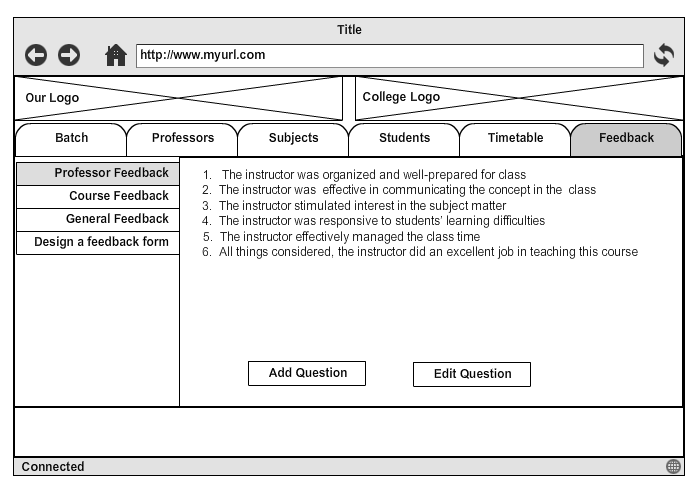 Title
http://www.myurl.com
Our Logo
College Logo
Batch
Professors
Subjects
Students
Timetable
Feedback
Professor Feedback
Course Feedback
General Feedback
Design a feedback form
1. The instructor was organized and well-prepared for class
2. The instructor was effective in communicating the concept in the class
3. The instructor stimulated interest in the subject matter
4. The instructor was responsive to students' learning difficulties
5. The instructor effectively managed the class time
6. All things considered, the instructor did an excellent job in teaching this course
Add Question
Edit Question
Connected